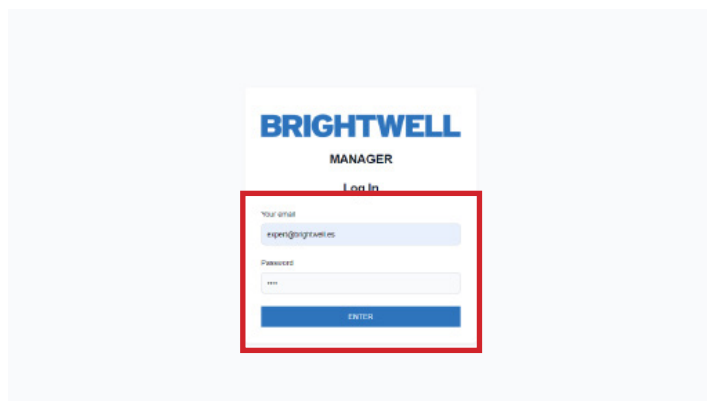 BRIGHTWELL
MANAGER
Log In
Your email
expert@brightwell.es
Password
••••
ENTER